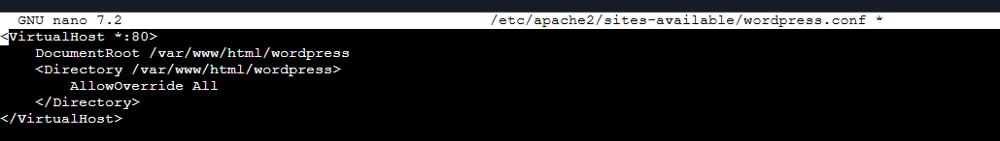 GNU nano 7.2 /etc/apache2/sites-available/wordpress.conf *
<VirtualHost *:80>
    DocumentRoot /var/www/html/wordpress
    <Directory /var/www/html/wordpress>
        AllowOverride All
    </Directory>
</VirtualHost>